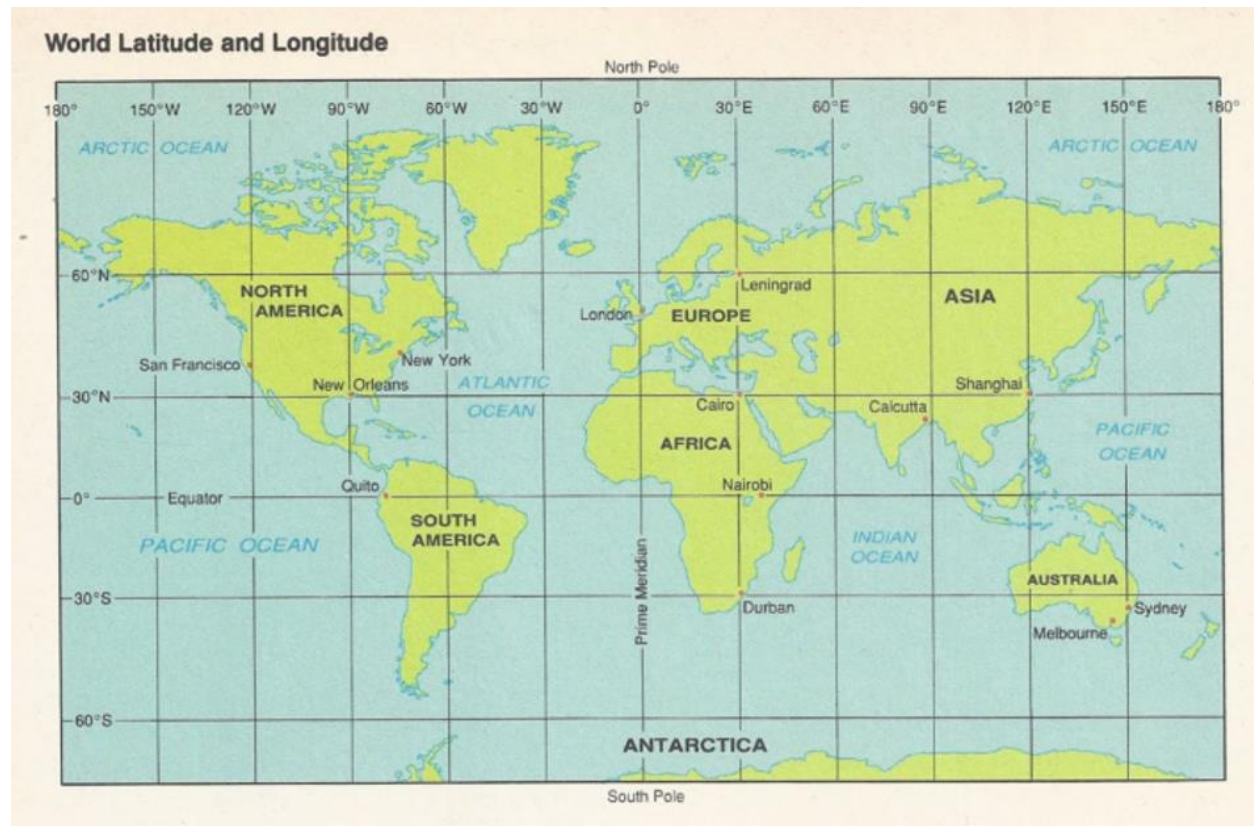 World Latitude and Longitude
North Pole
180° 150°W 120°W 90°W 60°W 30°W 0° 30°E 60°E 90°E 120°E 150°E 180°
ARCTIC OCEAN
ARCTIC OCEAN
60°N
Leningrad
NORTH
AMERICA
ASIA
London
EUROPE
San Francisco
New York
New Orleans
ATLANTIC
OCEAN
Shanghai
30°N
Cairo
Calcutta
AFRICA
PACIFIC
OCEAN
Quito
Nairobi
0°
Equator
SOUTH
AMERICA
PACIFIC OCEAN
INDIAN
OCEAN
Prime Meridian
AUSTRALIA
30°S
Durban
Sydney
Melbourne
60°S
ANTARCTICA
South Pole